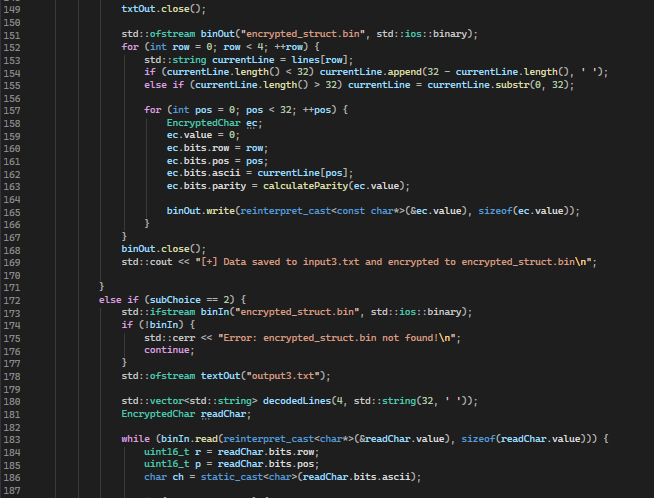 149 txtOut.close();
150
151 std::ofstream binOut("encrypted_struct.bin", std::ios::binary);
152 for (int row = 0; row < 4; ++row) {
153 std::string currentLine = lines[row];
154 if (currentLine.length() < 32) currentLine.append(32 - currentLine.length(), ' ');
155 else if (currentLine.length() > 32) currentLine = currentLine.substr(0, 32);
156
157 for (int pos = 0; pos < 32; ++pos) {
158 EncryptedChar ec;
159 ec.value = 0;
160 ec.bits.row = row;
161 ec.bits.pos = pos;
162 ec.bits.ascii = currentLine[pos];
163 ec.bits.parity = calculateParity(ec.value);
164
165 binOut.write(reinterpret_cast<const char*>(&ec.value), sizeof(ec.value));
166 }
167 }
168 binOut.close();
169 std::cout << "[+] Data saved to input3.txt and encrypted to encrypted_struct.bin\n";
170
171 }
172 else if (subChoice == 2) {
173 std::ifstream binIn("encrypted_struct.bin", std::ios::binary);
174 if (!binIn) {
175 std::cerr << "Error: encrypted_struct.bin not found!\n";
176 continue;
177 }
178 std::ofstream textOut("output3.txt");
179
180 std::vector<std::string> decodedLines(4, std::string(32, ' '));
181 EncryptedChar readChar;
182
183 while (binIn.read(reinterpret_cast<char*>(&readChar.value), sizeof(readChar.value))) {
184 uint16_t r = readChar.bits.row;
185 uint16_t p = readChar.bits.pos;
186 char ch = static_cast<char>(readChar.bits.ascii);
187